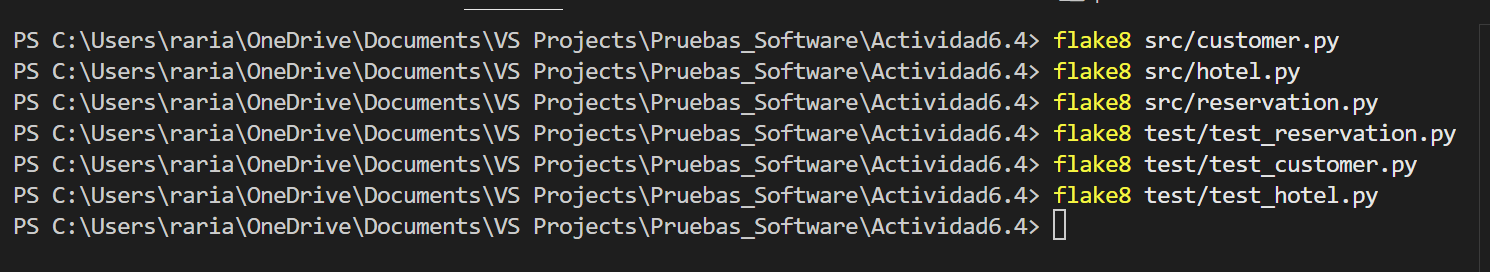 PS C:\Users\raria\OneDrive\Documents\VS Projects\Pruebas_Software\Actividad6.4> flake8 src/customer.py
PS C:\Users\raria\OneDrive\Documents\VS Projects\Pruebas_Software\Actividad6.4> flake8 src/hotel.py
PS C:\Users\raria\OneDrive\Documents\VS Projects\Pruebas_Software\Actividad6.4> flake8 src/reservation.py
PS C:\Users\raria\OneDrive\Documents\VS Projects\Pruebas_Software\Actividad6.4> flake8 test/test_reservation.py
PS C:\Users\raria\OneDrive\Documents\VS Projects\Pruebas_Software\Actividad6.4> flake8 test/test_customer.py
PS C:\Users\raria\OneDrive\Documents\VS Projects\Pruebas_Software\Actividad6.4> flake8 test/test_hotel.py
PS C:\Users\raria\OneDrive\Documents\VS Projects\Pruebas_Software\Actividad6.4>